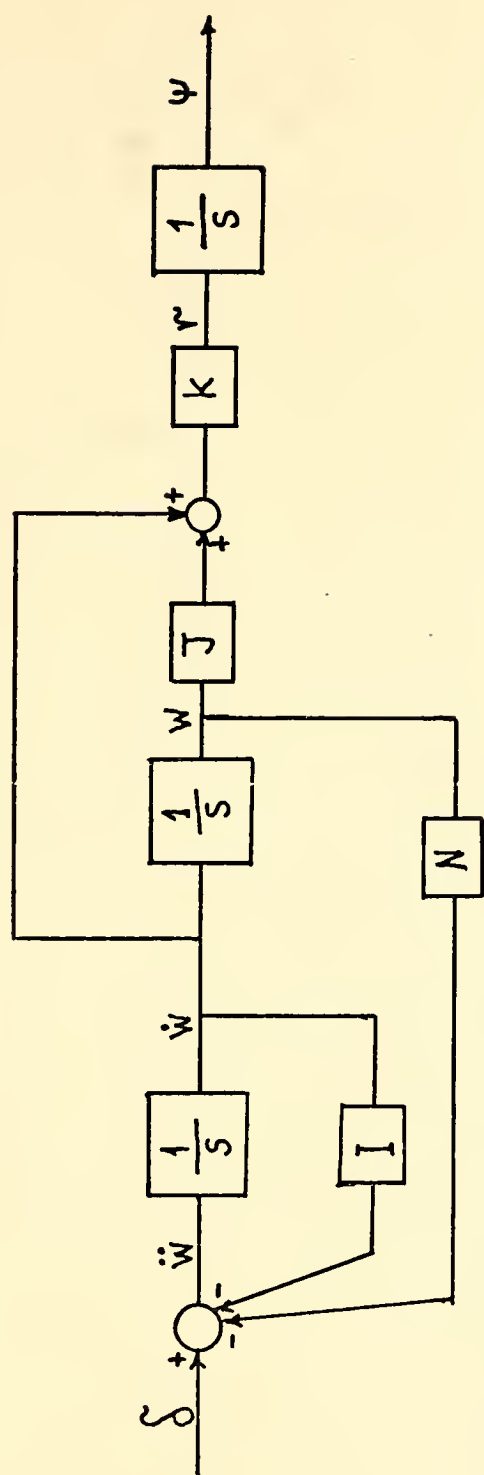 δ
+
-
-
ẅ
1/s
ẇ
I
1/s
w
N
J
+
+
K
r
1/s
ψ